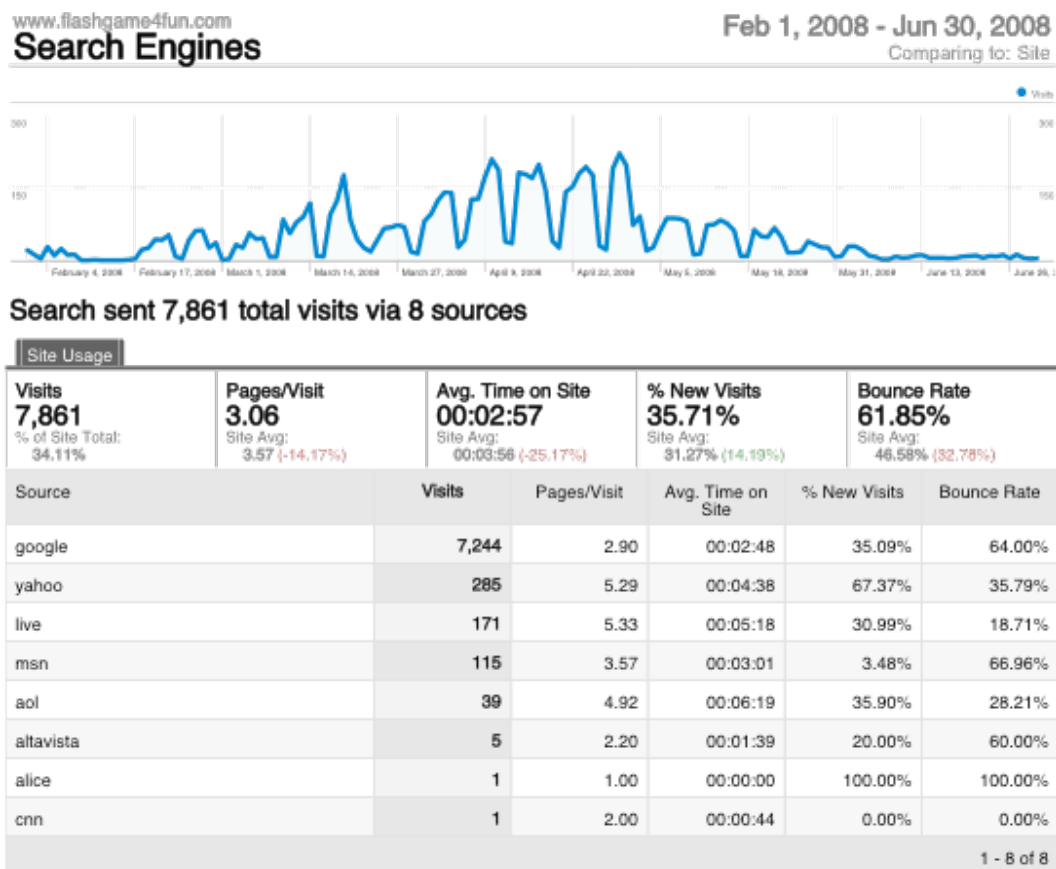 www.flashgame4fun.com
Search Engines
Feb 1, 2008 - Jun 30, 2008
Comparing to: Site
Visits
300 300
150 150
February 4, 2008 February 17, 2008 March 1, 2008 March 14, 2008 March 27, 2008 April 9, 2008 April 22, 2008 May 5, 2008 May 18, 2008 May 31, 2008 June 13, 2008 June 26, 2
Search sent 7,861 total visits via 8 sources
Site Usage
Visits Pages/Visit Avg. Time on Site % New Visits Bounce Rate
7,861 3.06 00:02:57 35.71% 61.85%
% of Site Total: Site Avg: Site Avg: Site Avg: Site Avg:
34.11% 3.57 (-14.17%) 00:03:56 (-25.17%) 31.27% (14.19%) 46.58% (32.78%)
Source Visits Pages/Visit Avg. Time on Site % New Visits Bounce Rate
google 7,244 2.90 00:02:48 35.09% 64.00%
yahoo 285 5.29 00:04:38 67.37% 35.79%
live 171 5.33 00:05:18 30.99% 18.71%
msn 115 3.57 00:03:01 3.48% 66.96%
aol 39 4.92 00:06:19 35.90% 28.21%
altavista 5 2.20 00:01:39 20.00% 60.00%
alice 1 1.00 00:00:00 100.00% 100.00%
cnn 1 2.00 00:00:44 0.00% 0.00%
1 - 8 of 8